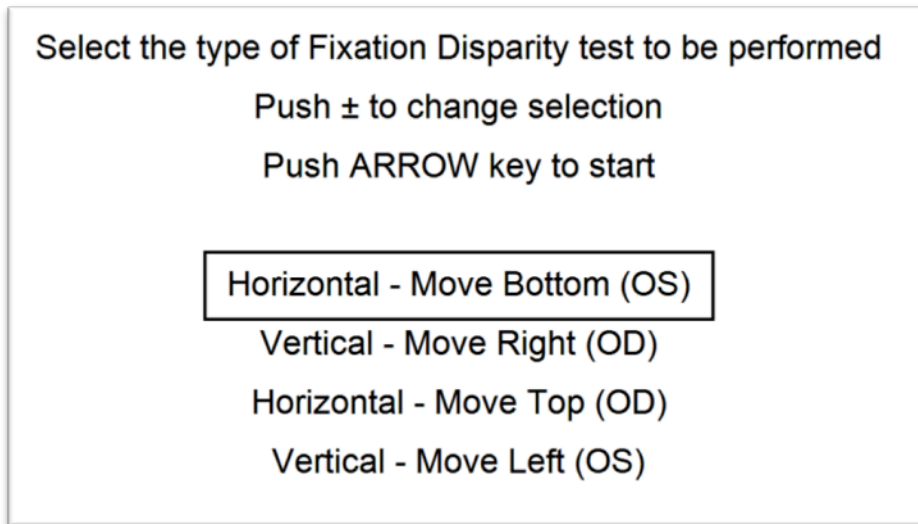 Select the type of Fixation Disparity test to be performed
Push ± to change selection
Push ARROW key to start
Horizontal - Move Bottom (OS)
Vertical - Move Right (OD)
Horizontal - Move Top (OD)
Vertical - Move Left (OS)